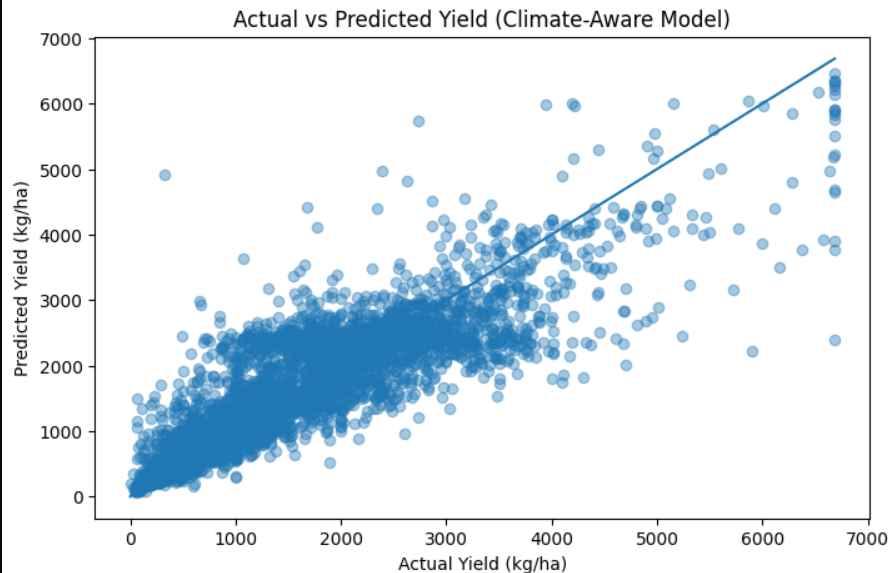 Actual vs Predicted Yield (Climate-Aware Model)
7000
6000
5000
4000
3000
2000
1000
0
Predicted Yield (kg/ha)
0 1000 2000 3000 4000 5000 6000 7000
Actual Yield (kg/ha)